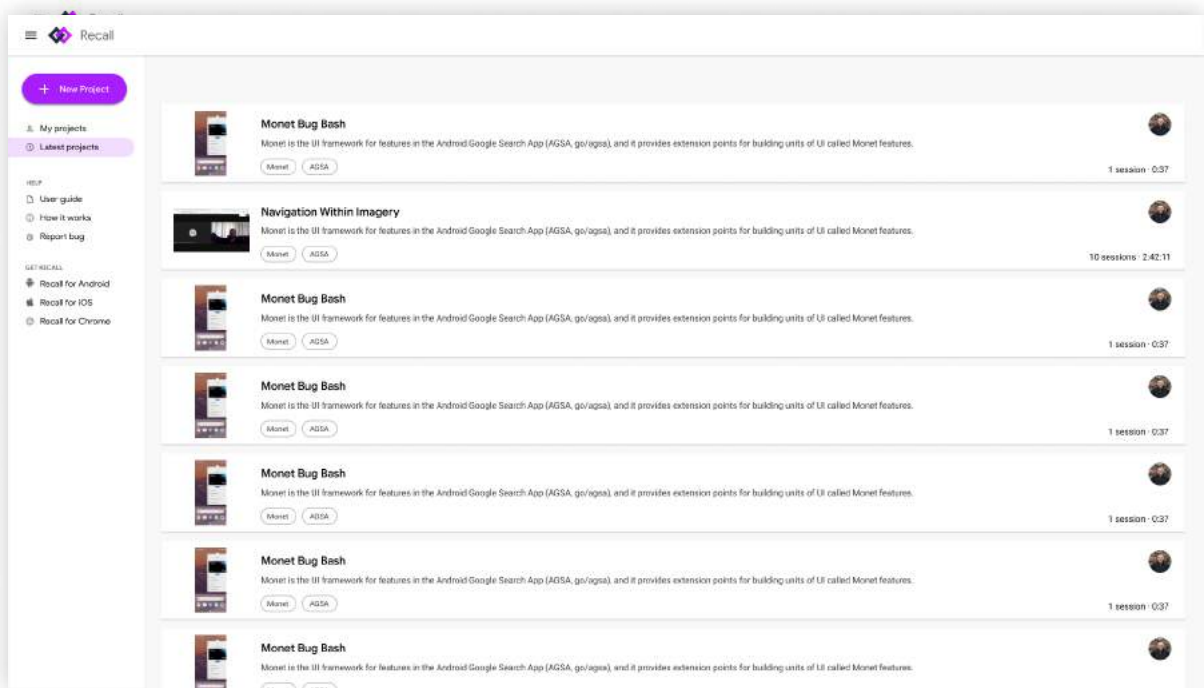 Recall
New Project
My projects
Latest projects
HELP
User guide
How it works
Report bug
GET RECALL
Recall for Android
Recall for iOS
Recall for Chrome
Monet Bug Bash
Monet is the UI framework for features in the Android Google Search App (AGSA, go/agsa), and it provides extension points for building units of UI called Monet features.
Monet AGSA
1 session · 0:37
Navigation Within Imagery
Monet is the UI framework for features in the Android Google Search App (AGSA, go/agsa), and it provides extension points for building units of UI called Monet features.
Monet AGSA
10 sessions · 2:42:11
Monet Bug Bash
Monet is the UI framework for features in the Android Google Search App (AGSA, go/agsa), and it provides extension points for building units of UI called Monet features.
Monet AGSA
1 session · 0:37
Monet Bug Bash
Monet is the UI framework for features in the Android Google Search App (AGSA, go/agsa), and it provides extension points for building units of UI called Monet features.
Monet AGSA
1 session · 0:37
Monet Bug Bash
Monet is the UI framework for features in the Android Google Search App (AGSA, go/agsa), and it provides extension points for building units of UI called Monet features.
Monet AGSA
1 session · 0:37
Monet Bug Bash
Monet is the UI framework for features in the Android Google Search App (AGSA, go/agsa), and it provides extension points for building units of UI called Monet features.
Monet AGSA
1 session · 0:37
Monet Bug Bash
Monet is the UI framework for features in the Android Google Search App (AGSA, go/agsa), and it provides extension points for building units of UI called Monet features.